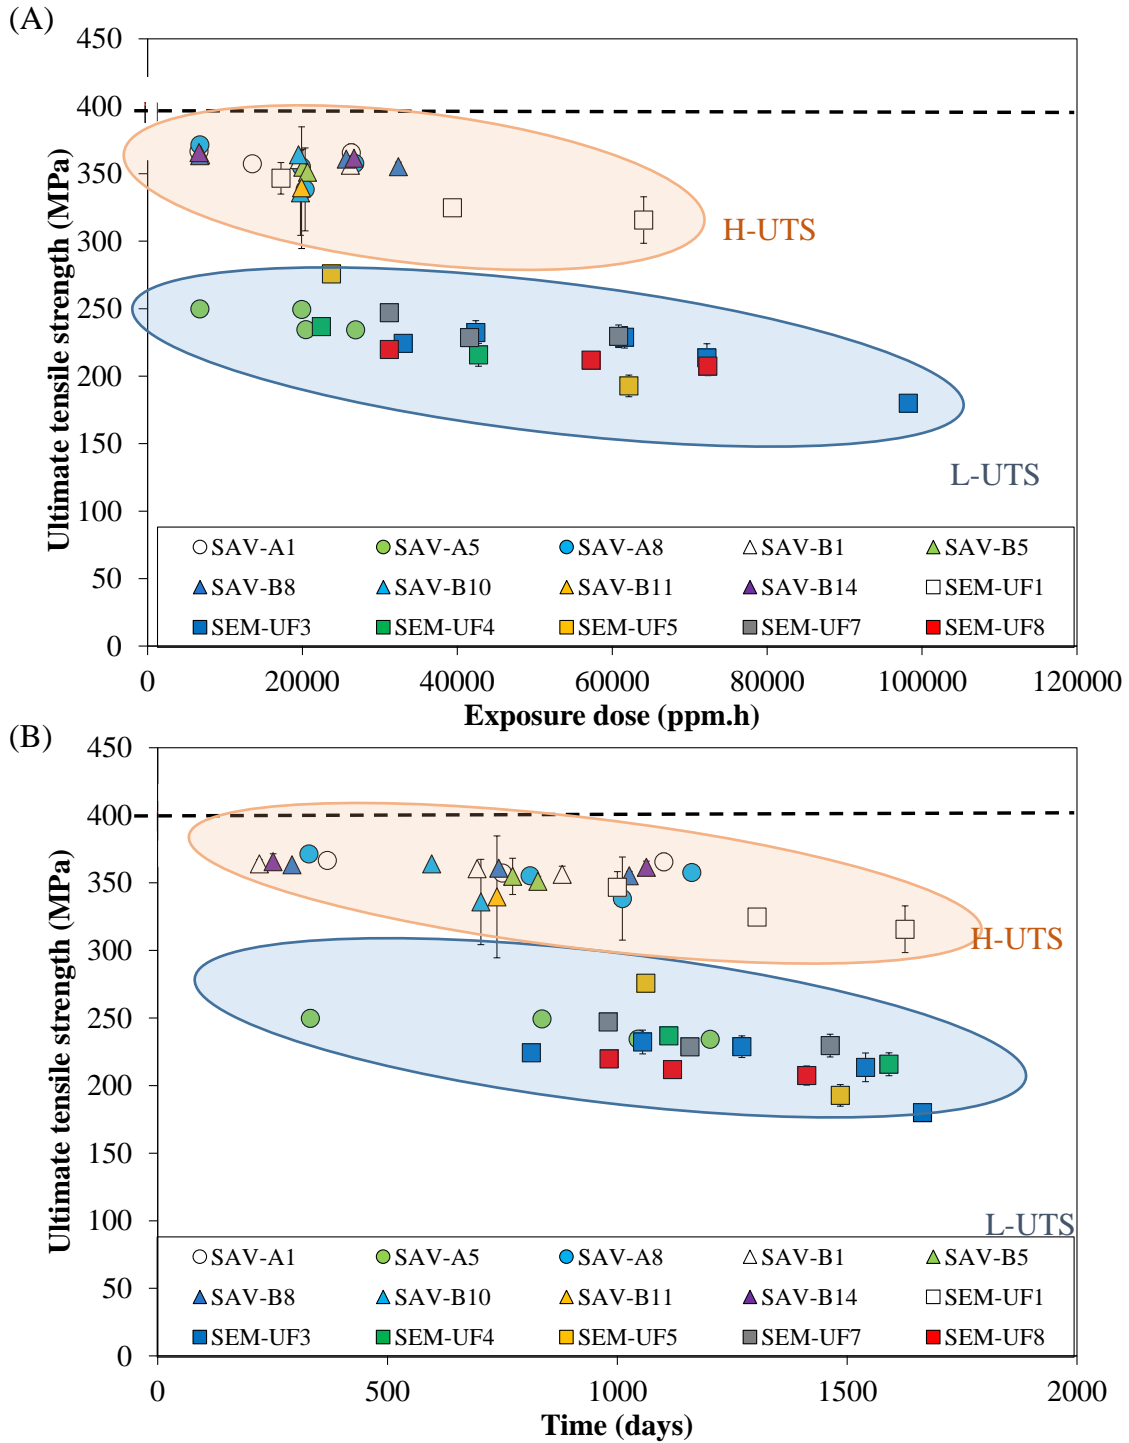 (A)
450
400
350
300
250
200
150
100
50
0
Ultimate tensile strength (MPa)
H-UTS
L-UTS
SAV-A1 SAV-A5 SAV-A8 SAV-B1 SAV-B5
SAV-B8 SAV-B10 SAV-B11 SAV-B14 SEM-UF1
SEM-UF3 SEM-UF4 SEM-UF5 SEM-UF7 SEM-UF8
0 20000 40000 60000 80000 100000 120000
Exposure dose (ppm.h)
(B)
450
400
350
300
250
200
150
100
50
0
Ultimate tensile strength (MPa)
H-UTS
L-UTS
SAV-A1 SAV-A5 SAV-A8 SAV-B1 SAV-B5
SAV-B8 SAV-B10 SAV-B11 SAV-B14 SEM-UF1
SEM-UF3 SEM-UF4 SEM-UF5 SEM-UF7 SEM-UF8
0 500 1000 1500 2000
Time (days)